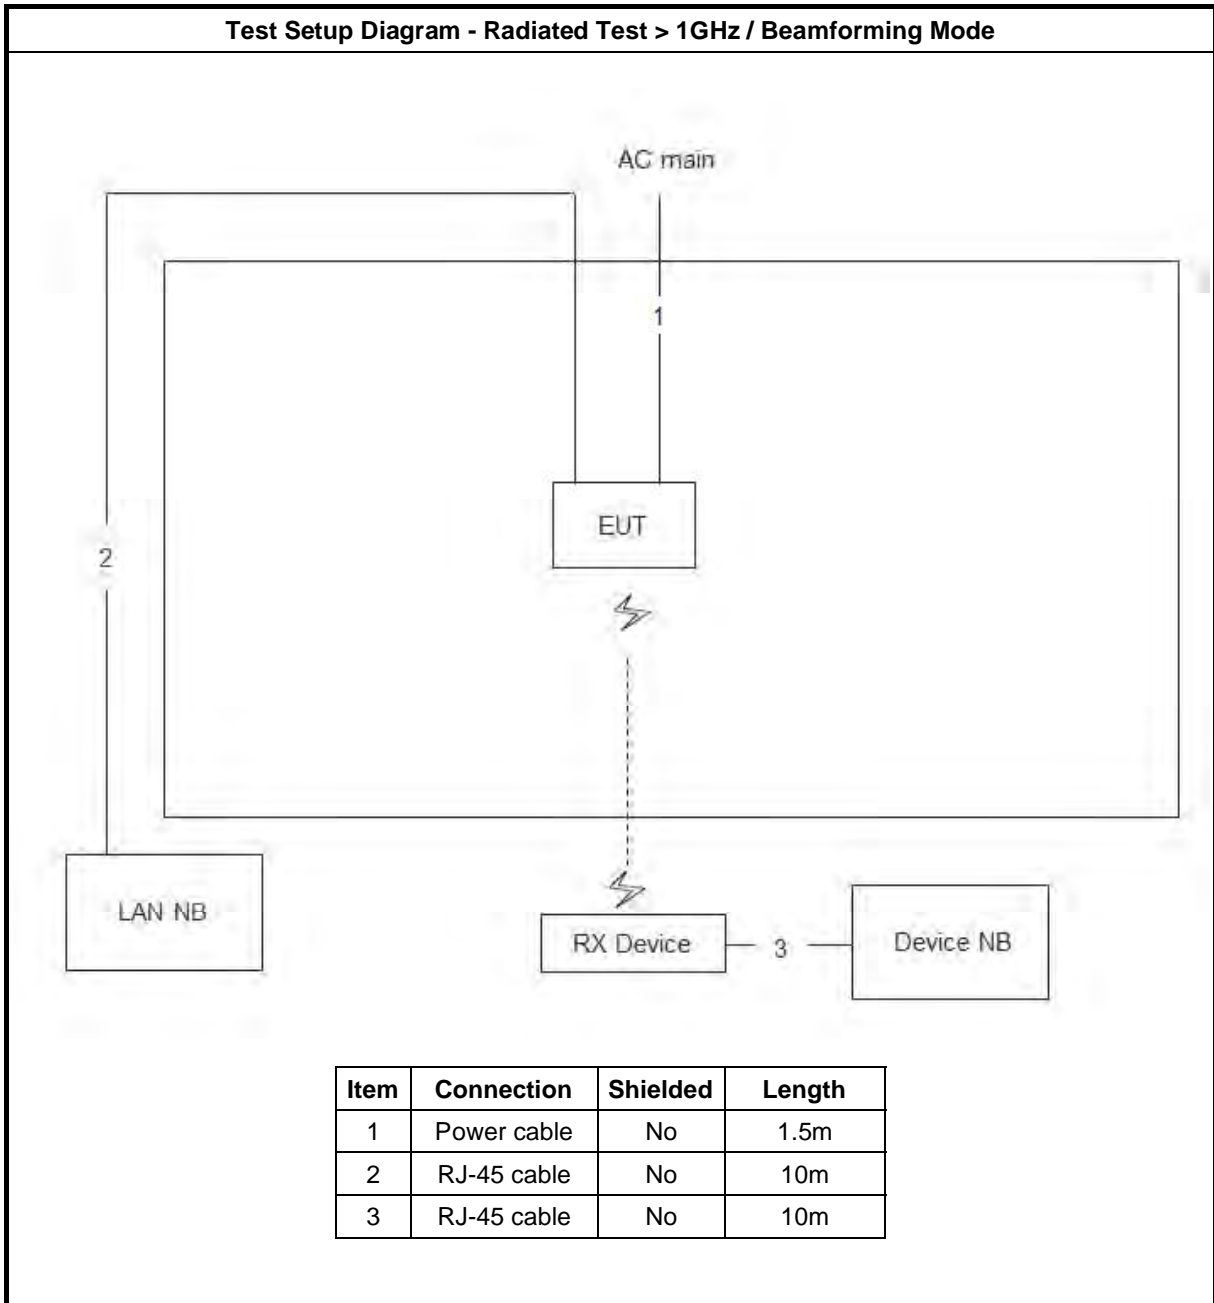 Test Setup Diagram - Radiated Test > 1GHz / Beamforming Mode
AC main
1
EUT
2
LAN NB
RX Device
3
Device NB
Item Connection Shielded Length
1 Power cable No 1.5m
2 RJ-45 cable No 10m
3 RJ-45 cable No 10m